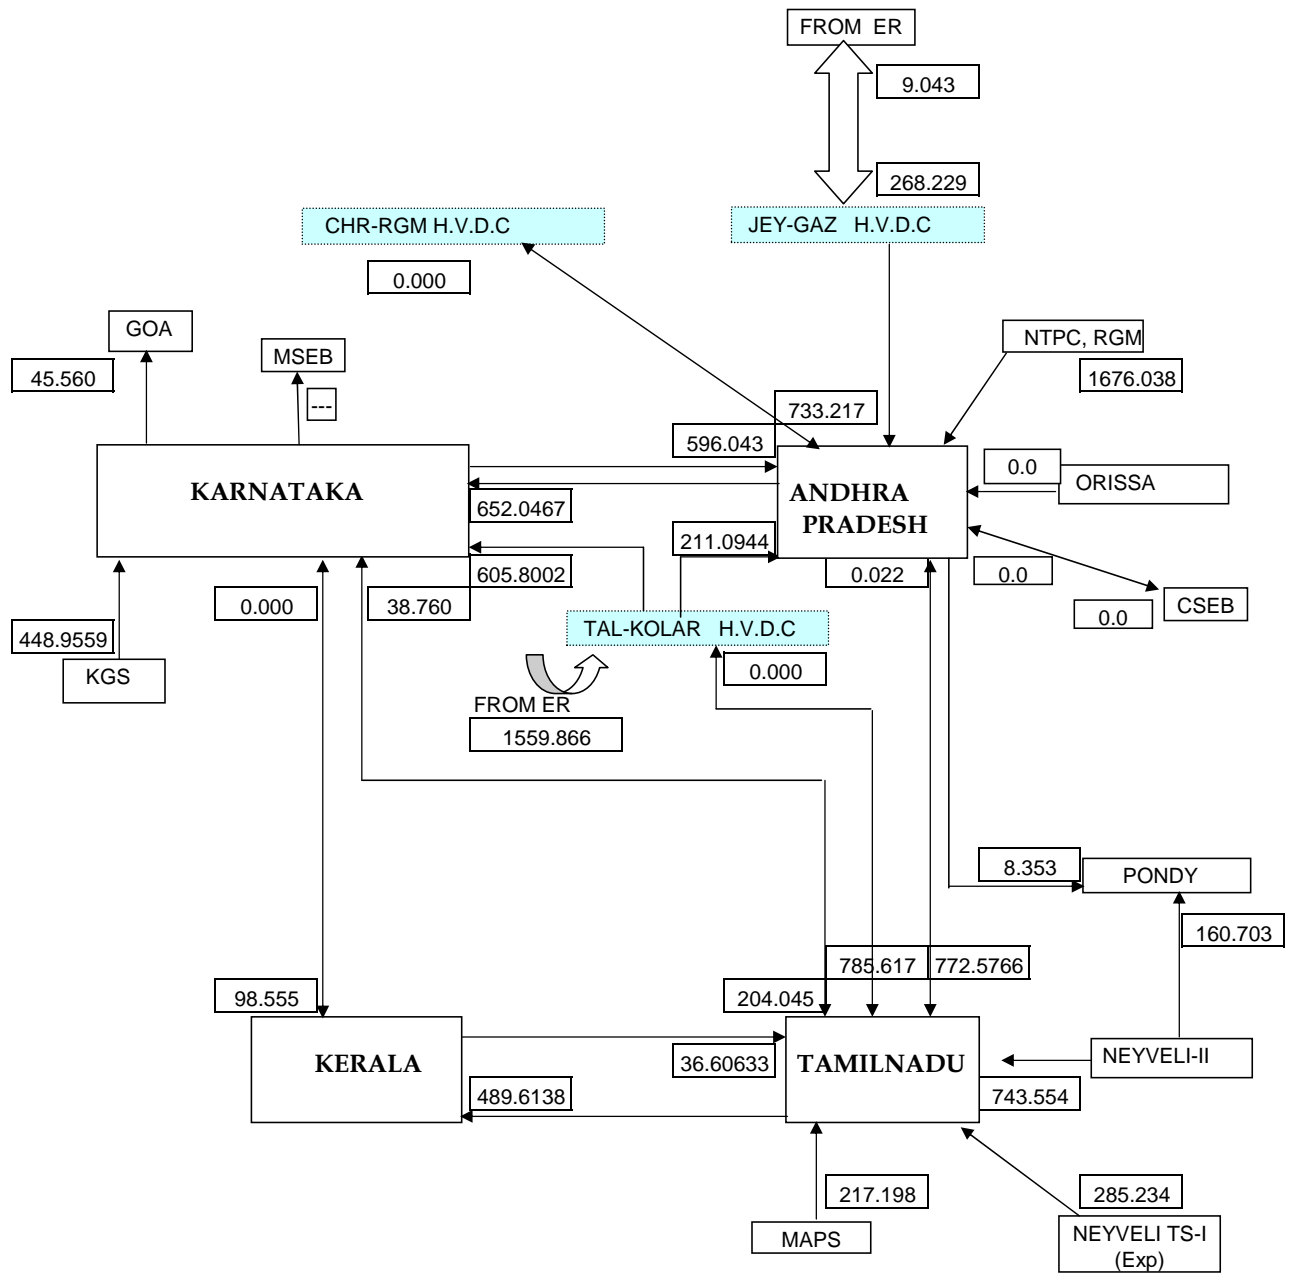 FROM ER
9.043
268.229
CHR-RGM H.V.D.C
JEY-GAZ H.V.D.C
0.000
GOA
NTPC, RGM
MSEB
45.560
1676.038
---
733.217
596.043
0.0
ORISSA
KARNATAKA
ANDHRA
PRADESH
652.0467
211.0944
605.8002
0.022
0.0
0.000
38.760
CSEB
0.0
448.9559
TAL-KOLAR H.V.D.C
KGS
0.000
FROM ER
1559.866
8.353
PONDY
160.703
785.617
772.5766
98.555
204.045
KERALA
36.60633
TAMILNADU
NEYVELI-II
489.6138
743.554
217.198
285.234
MAPS
NEYVELI TS-I
(Exp)